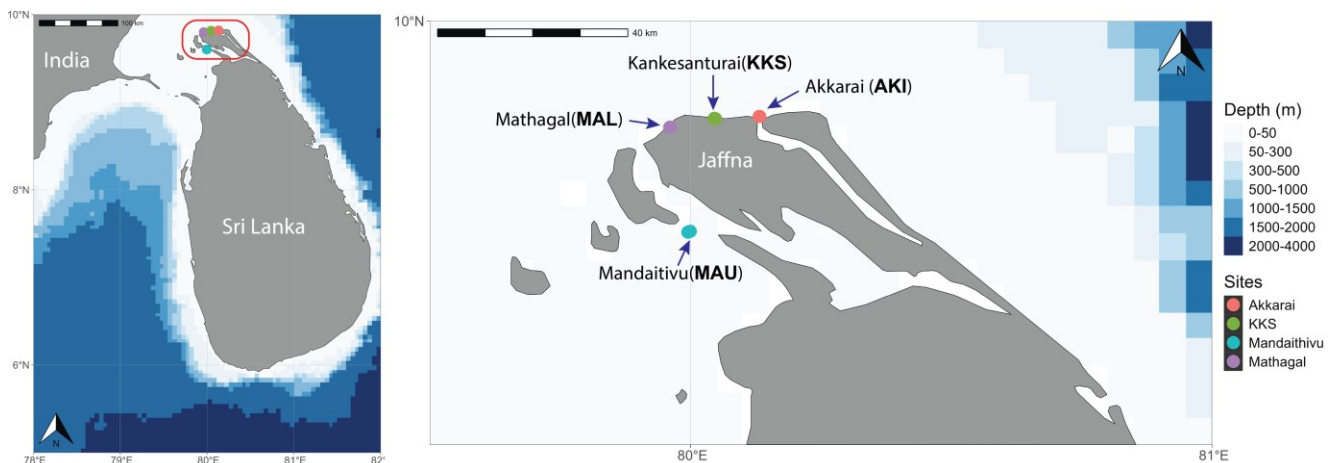 10°N
100 km
India
8°N
Sri Lanka
6°N
N
78°E
79°E
80°E
81°E
82°
10°N
40 km
N
Kankesanturai(KKS)
Akkarai (AKI)
Mathagal(MAL)
Jaffna
Mandaitivu(MAU)
80°E
81°E
Depth (m)
0-50
50-300
300-500
500-1000
1000-1500
1500-2000
2000-4000
Sites
Akkarai
KKS
Mandaithivu
Mathagal